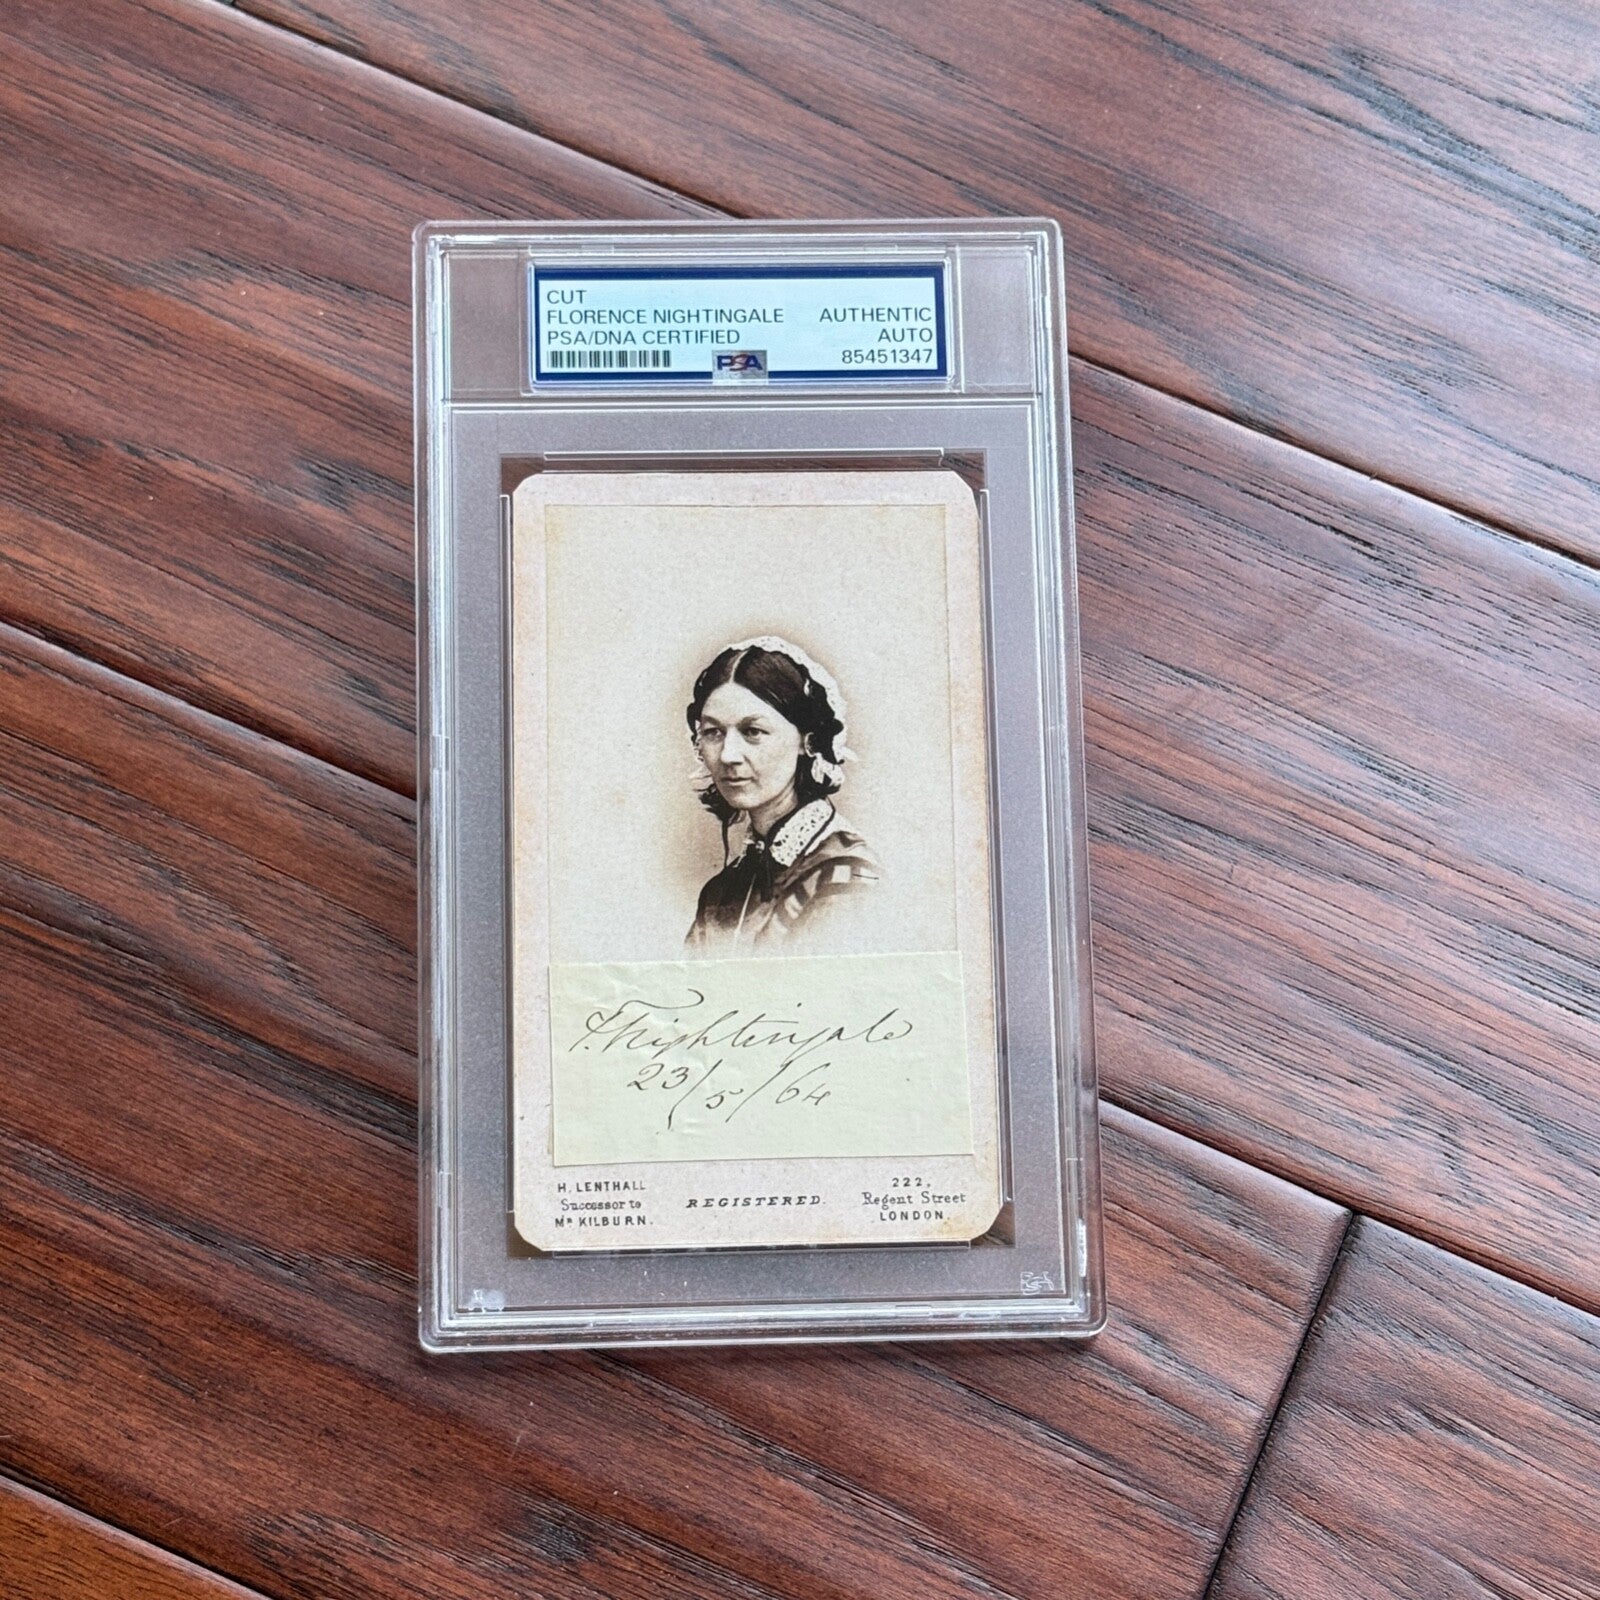 CUT
FLORENCE NIGHTINGALE AUTHENTIC
PSA/DNA CERTIFIED AUTO
PSA 85451347
F. Nightingale
23/5/64
H. LENTHALL
Successor to
MR KILBURN.
REGISTERED.
222,
Regent Street
LONDON.